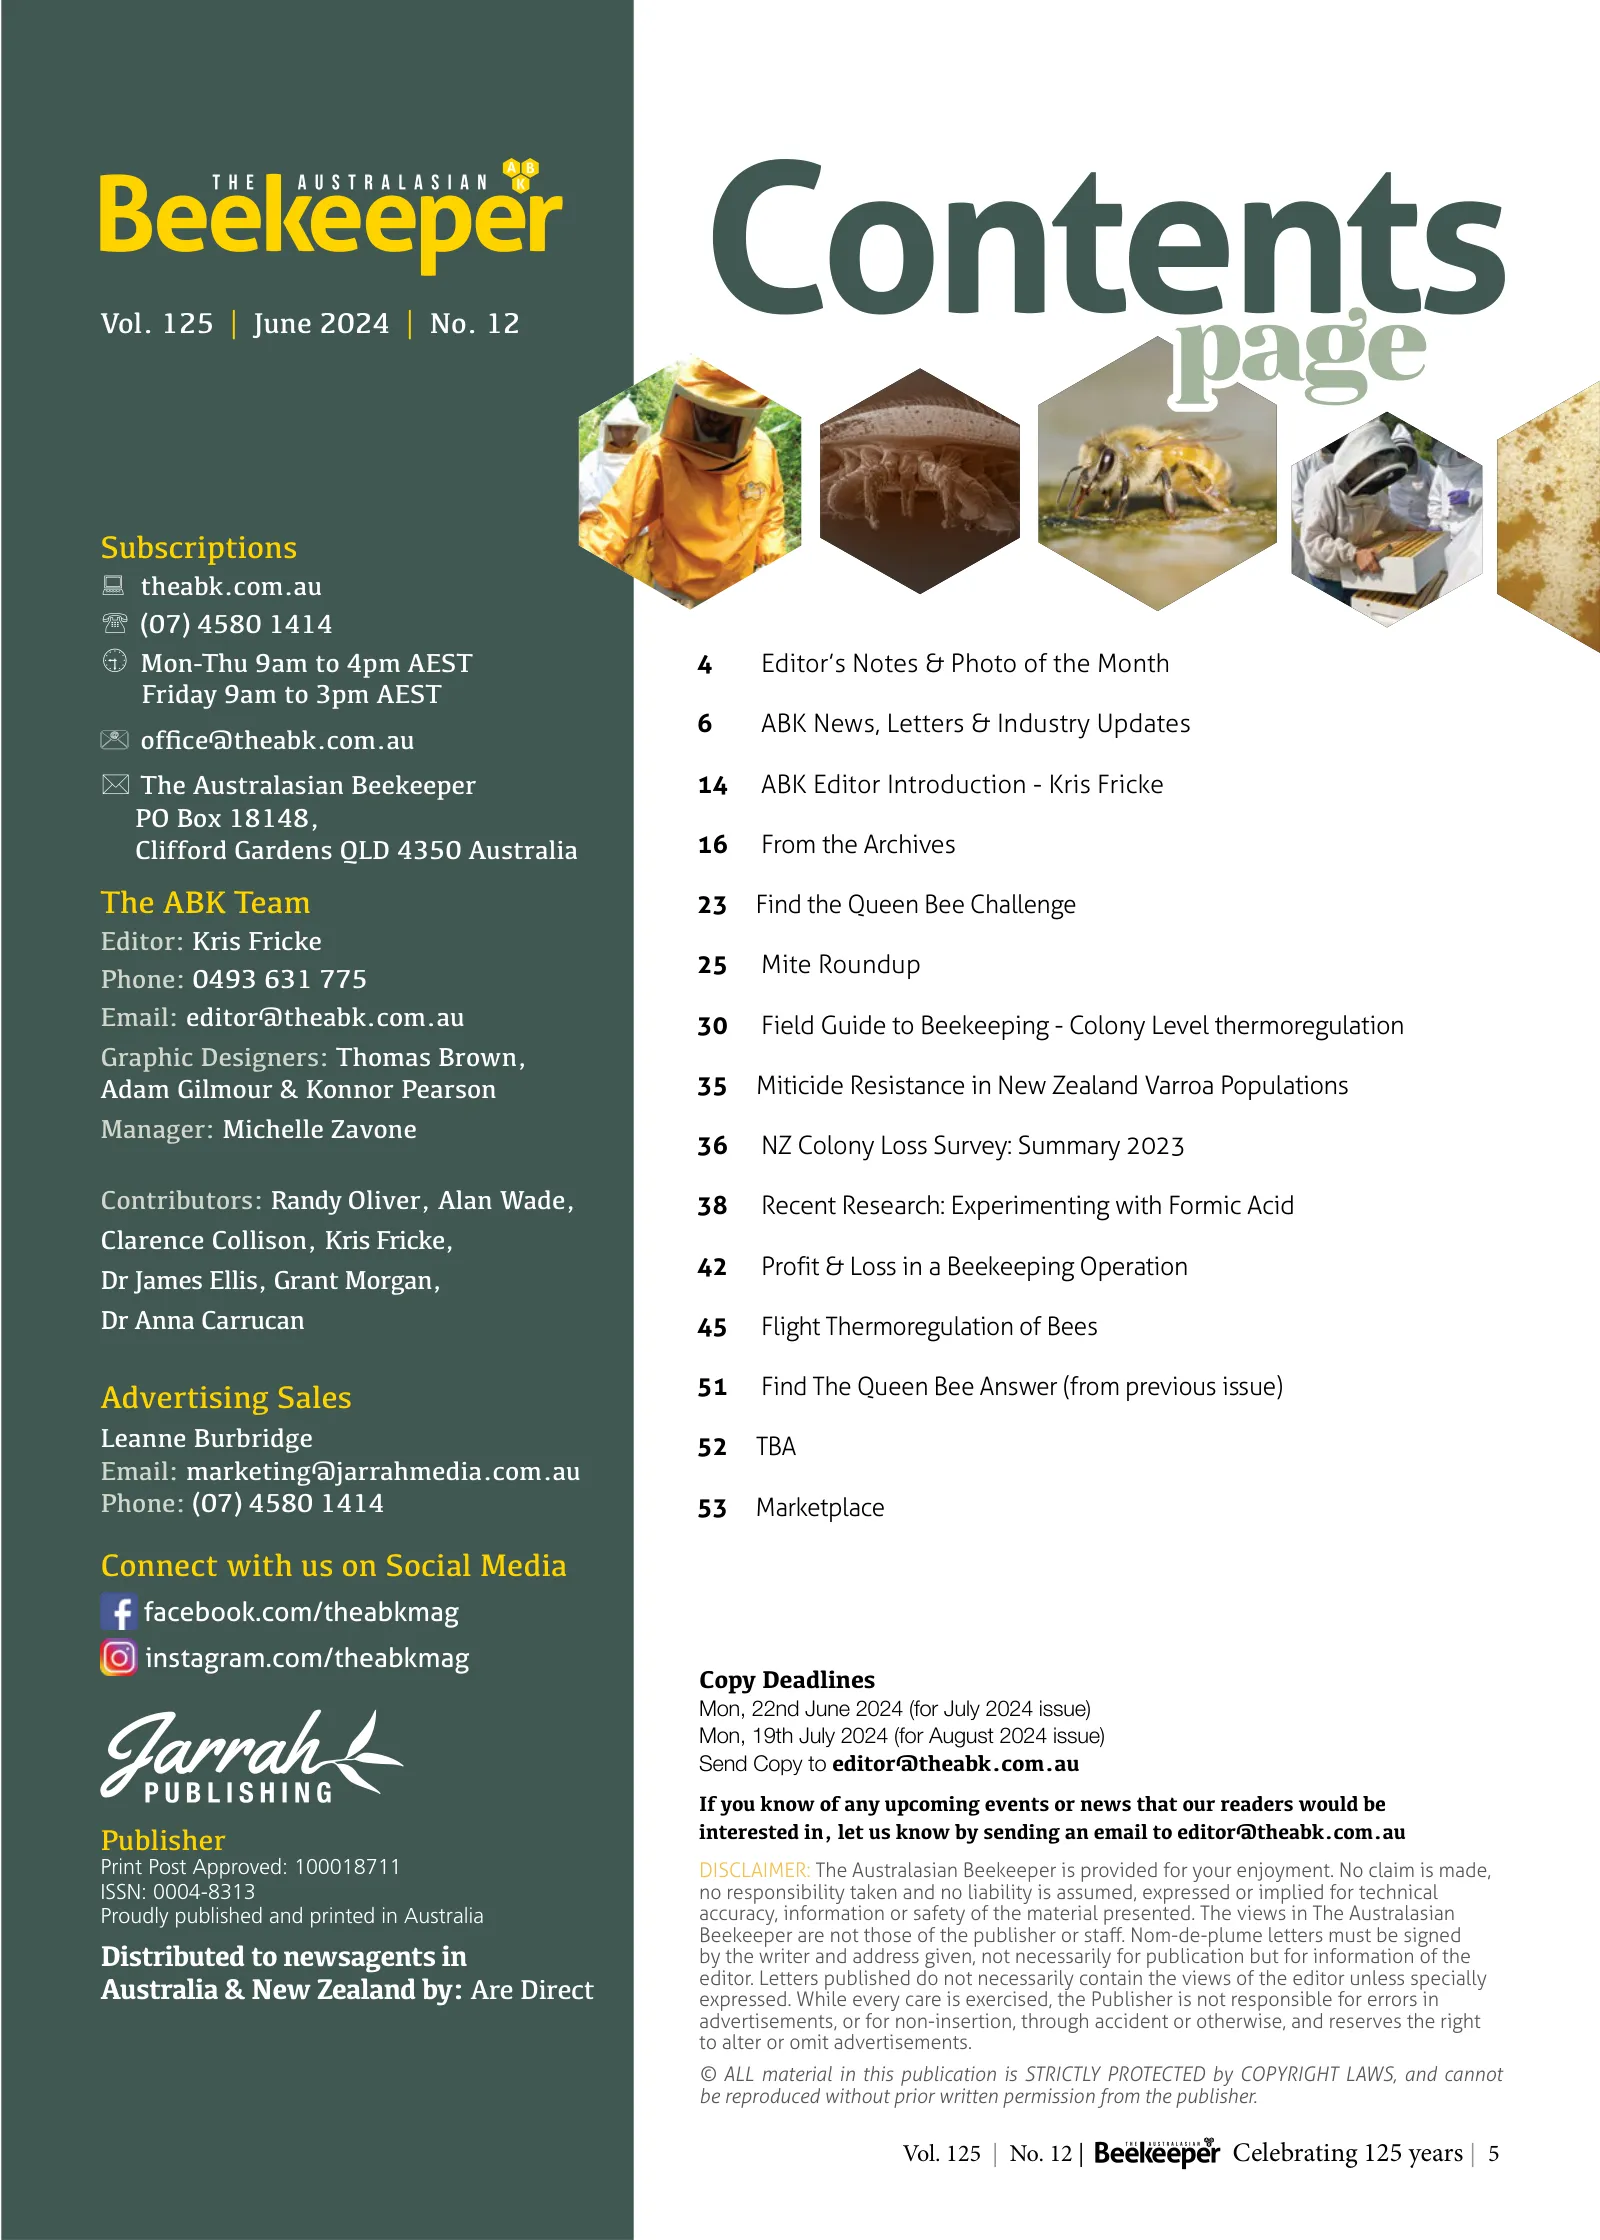 THE AUSTRALASIAN
ABK
Beekeeper
Vol. 125 | June 2024 | No. 12
Subscriptions
theabk.com.au
(07) 4580 1414
Mon-Thu 9am to 4pm AEST
Friday 9am to 3pm AEST
office@theabk.com.au
The Australasian Beekeeper
PO Box 18148,
Clifford Gardens QLD 4350 Australia
The ABK Team
Editor: Kris Fricke
Phone: 0493 631 775
Email: editor@theabk.com.au
Graphic Designers: Thomas Brown,
Adam Gilmour & Konnor Pearson
Manager: Michelle Zavone
Contributors: Randy Oliver, Alan Wade,
Clarence Collison, Kris Fricke,
Dr James Ellis, Grant Morgan,
Dr Anna Carrucan
Advertising Sales
Leanne Burbridge
Email: marketing@jarrahmedia.com.au
Phone: (07) 4580 1414
Connect with us on Social Media
facebook.com/theabkmag
instagram.com/theabkmag
Jarrah
PUBLISHING
Publisher
Print Post Approved: 100018711
ISSN: 0004-8313
Proudly published and printed in Australia
Distributed to newsagents in
Australia & New Zealand by: Are Direct
Contents
page
4 Editor's Notes & Photo of the Month
6 ABK News, Letters & Industry Updates
14 ABK Editor Introduction - Kris Fricke
16 From the Archives
23 Find the Queen Bee Challenge
25 Mite Roundup
30 Field Guide to Beekeeping - Colony Level thermoregulation
35 Miticide Resistance in New Zealand Varroa Populations
36 NZ Colony Loss Survey: Summary 2023
38 Recent Research: Experimenting with Formic Acid
42 Profit & Loss in a Beekeeping Operation
45 Flight Thermoregulation of Bees
51 Find The Queen Bee Answer (from previous issue)
52 TBA
53 Marketplace
Copy Deadlines
Mon, 22nd June 2024 (for July 2024 issue)
Mon, 19th July 2024 (for August 2024 issue)
Send Copy to editor@theabk.com.au
If you know of any upcoming events or news that our readers would be
interested in, let us know by sending an email to editor@theabk.com.au
DISCLAIMER: The Australasian Beekeeper is provided for your enjoyment. No claim is made,
no responsibility taken and no liability is assumed, expressed or implied for technical
accuracy, information or safety of the material presented. The views in The Australasian
Beekeeper are not those of the publisher or staff. Nom-de-plume letters must be signed
by the writer and address given, not necessarily for publication but for information of the
editor. Letters published do not necessarily contain the views of the editor unless specially
expressed. While every care is exercised, the Publisher is not responsible for errors in
advertisements, or for non-insertion, through accident or otherwise, and reserves the right
to alter or omit advertisements.
© ALL material in this publication is STRICTLY PROTECTED by COPYRIGHT LAWS, and cannot
be reproduced without prior written permission from the publisher.
Vol. 125 | No. 12 | THE AUSTRALASIAN Beekeeper Celebrating 125 years | 5